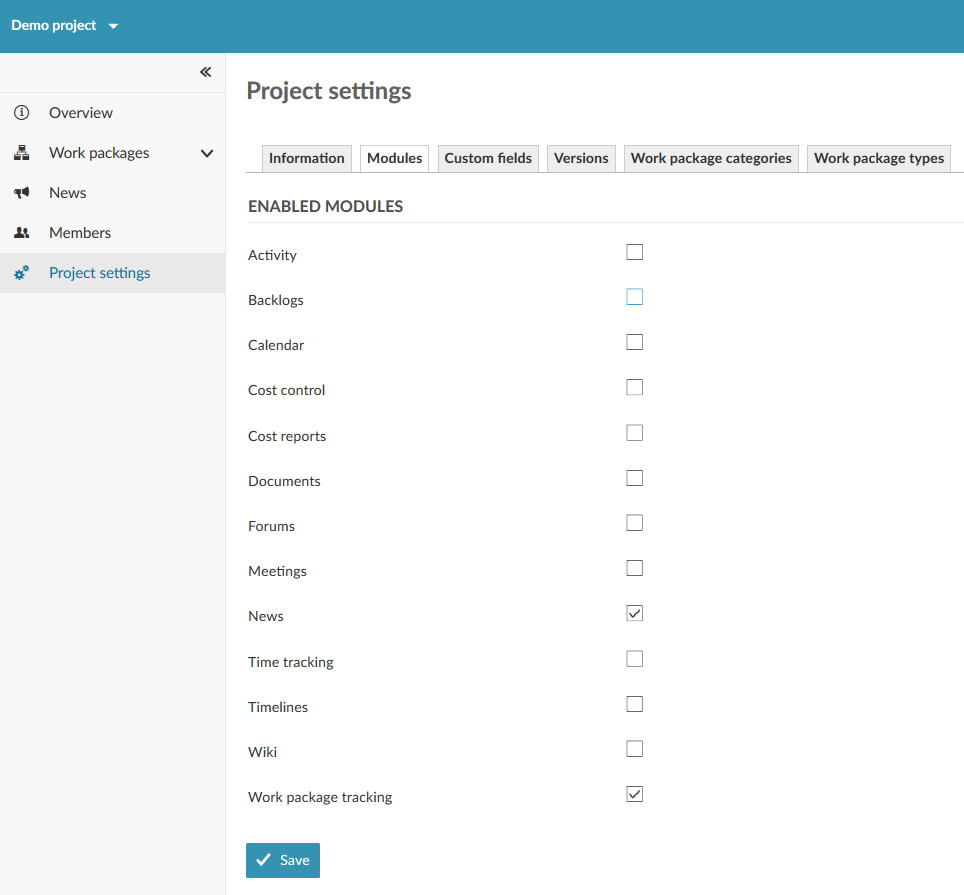 Demo project
Overview
Work packages
News
Members
Project settings
Project settings
Information Modules Custom fields Versions Work package categories Work package types
ENABLED MODULES
Activity
Backlogs
Calendar
Cost control
Cost reports
Documents
Forums
Meetings
News
Time tracking
Timelines
Wiki
Work package tracking
Save